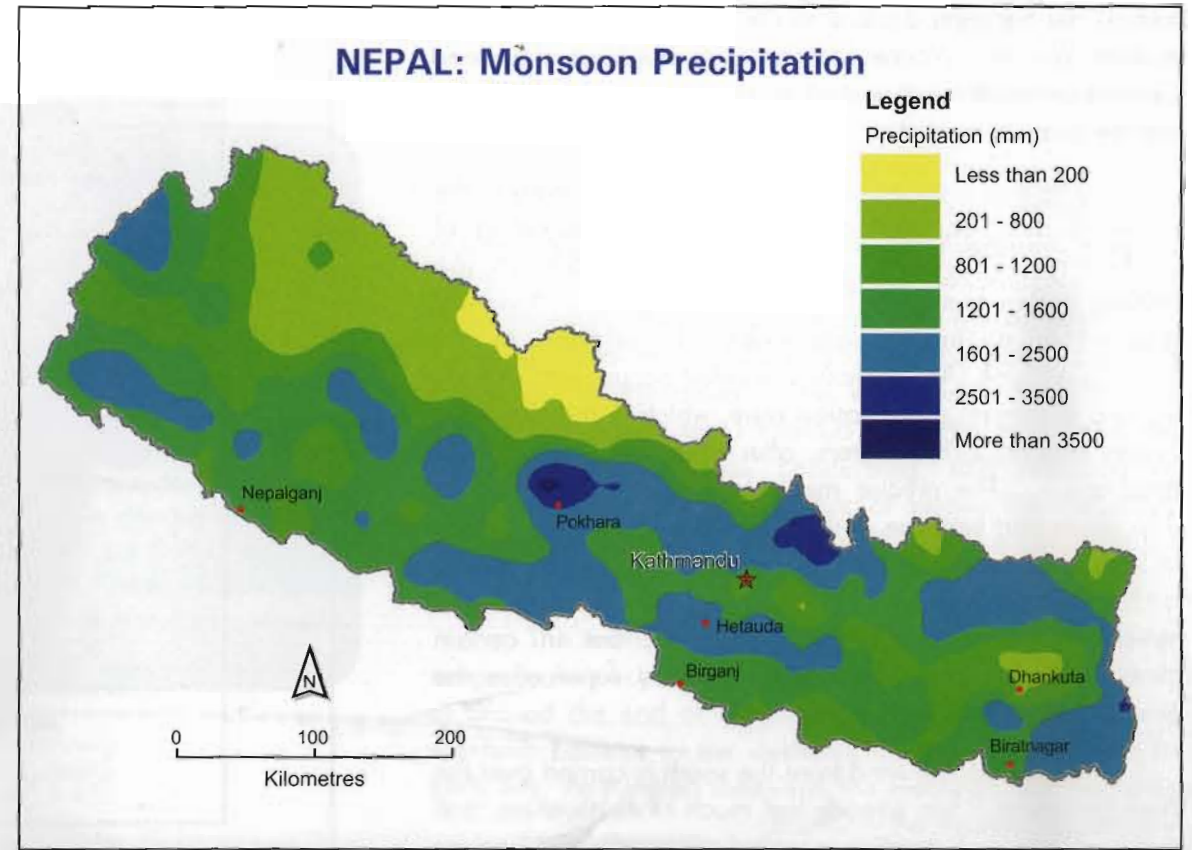 NEPAL: Monsoon Precipitation
Legend
Precipitation (mm)
Less than 200
201 - 800
801 - 1200
1201 - 1600
1601 - 2500
2501 - 3500
More than 3500
Nepalganj
Pokhara
Kathmandu
Hetauda
Birganj
Dhankuta
Biratnagar
N
0 100 200
Kilometres